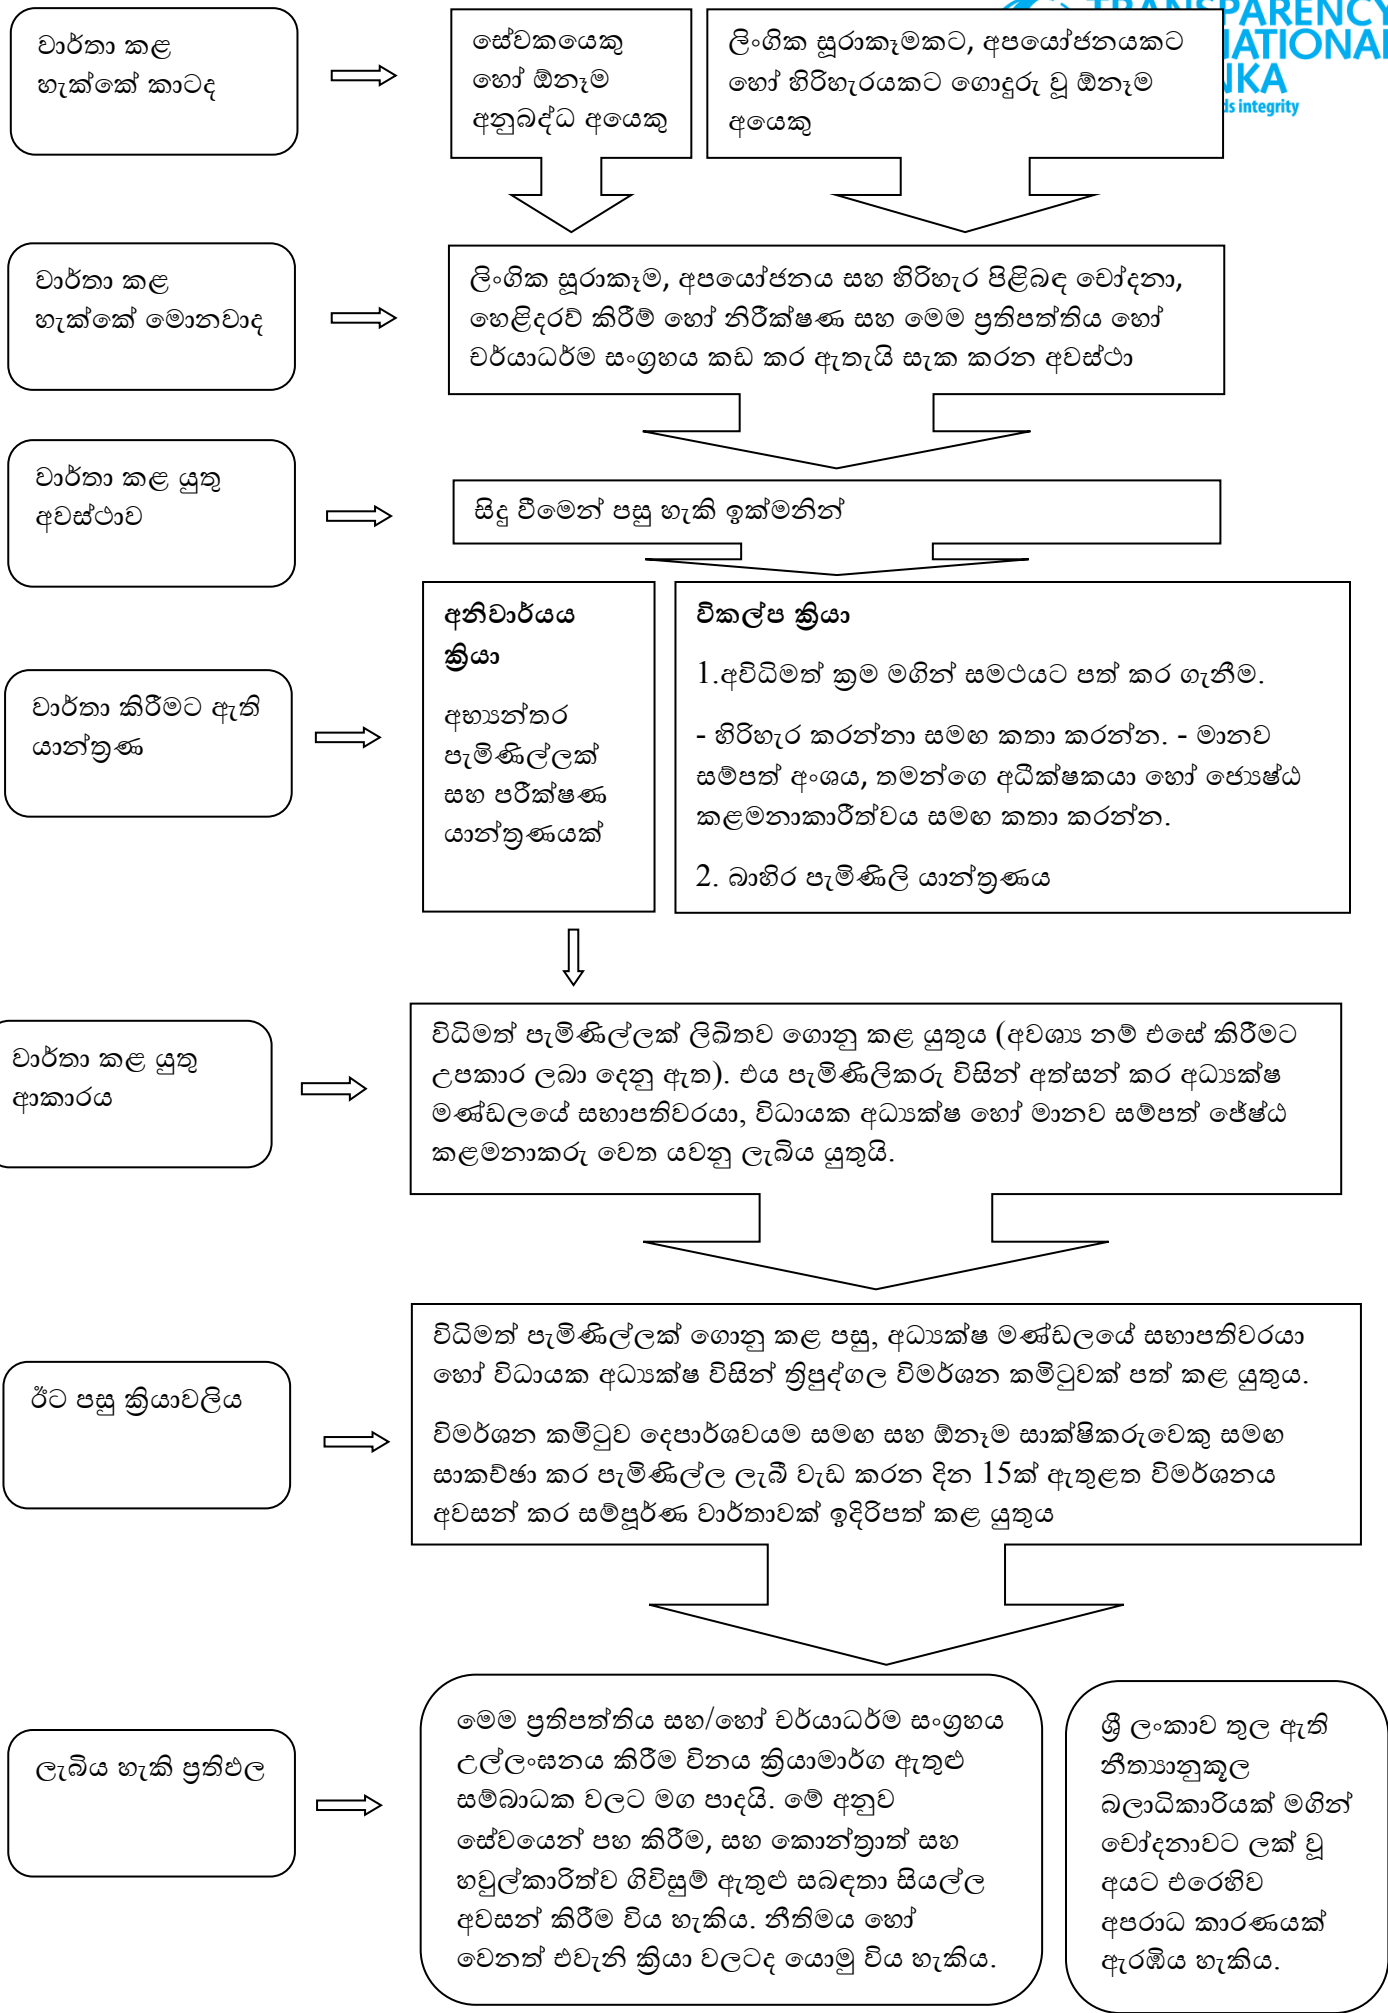 TRANSPARENCY
NATIONAL
NKA
ds integrity
වාර්තා කළ
හැක්කේ කාටද
සේවකයෙකු
හෝ ඕනෑම
අනුබද්ධ අයෙකු
ලිංගික සූරාකෑමකට, අපයෝජනයකට
හෝ හිරිහැරයකට ගොදුරු වූ ඕනෑම
අයෙකු
වාර්තා කළ
හැක්කේ මොනවාද
ලිංගික සූරාකෑම, අපයෝජනය සහ හිරිහැර පිළිබඳ චෝදනා,
හෙළිදරව් කිරීම් හෝ නිරීක්ෂණ සහ මෙම ප්‍රතිපත්තිය හෝ
චර්යාධර්ම සංග්‍රහය කඩ කර ඇතැයි සැක කරන අවස්ථා
වාර්තා කළ යුතු
අවස්ථාව
සිදු වීමෙන් පසු හැකි ඉක්මනින්
වාර්තා කිරීමට ඇති
යාන්ත්‍රණ
අනිවාර්යය
ක්‍රියා
අභ්‍යන්තර
පැමිණිල්ලක්
සහ පරීක්ෂණ
යාන්ත්‍රණයක්
විකල්ප ක්‍රියා
1.අවිධිමත් ක්‍රම මගින් සමථයට පත් කර ගැනීම.
- හිරිහැර කරන්නා සමඟ කතා කරන්න. - මානව
සම්පත් අංශය, තමන්ගෙ අධීක්ෂකයා හෝ ජ්‍යෙෂ්ඨ
කළමනාකාරීත්වය සමඟ කතා කරන්න.
2. බාහිර පැමිණිලි යාන්ත්‍රණය
වාර්තා කළ යුතු
ආකාරය
විධිමත් පැමිණිල්ලක් ලිඛිතව ගොනු කළ යුතුය (අවශ්‍ය නම් එසේ කිරීමට
උපකාර ලබා දෙනු ඇත). එය පැමිණිලිකරු විසින් අත්සන් කර අධ්‍යක්ෂ
මණ්ඩලයේ සභාපතිවරයා, විධායක අධ්‍යක්ෂ හෝ මානව සම්පත් ජේෂ්ඨ
කළමනාකරු වෙත යවනු ලැබිය යුතුයි.
ඊට පසු ක්‍රියාවලිය
විධිමත් පැමිණිල්ලක් ගොනු කළ පසු, අධ්‍යක්ෂ මණ්ඩලයේ සභාපතිවරයා
හෝ විධායක අධ්‍යක්ෂ විසින් ත්‍රිපුද්ගල විමර්ශන කමිටුවක් පත් කළ යුතුය.
විමර්ශන කමිටුව දෙපාර්ශවයම සමඟ සහ ඕනෑම සාක්ෂිකරුවෙකු සමඟ
සාකච්ඡා කර පැමිණිල්ල ලැබී වැඩ කරන දින 15ක් ඇතුළත විමර්ශනය
අවසන් කර සම්පූර්ණ වාර්තාවක් ඉදිරිපත් කළ යුතුය
ලැබිය හැකි ප්‍රතිඵල
මෙම ප්‍රතිපත්තිය සහ/හෝ චර්යාධර්ම සංග්‍රහය
උල්ලංඝනය කිරීම විනය ක්‍රියාමාර්ග ඇතුළු
සම්බාධක වලට මග පාදයි. මේ අනුව
සේවයෙන් පහ කිරීම, සහ කොන්ත්‍රාත් සහ
හවුල්කාරිත්ව ගිවිසුම් ඇතුළු සබඳතා සියල්ල
අවසන් කිරීම විය හැකිය. නීතිමය හෝ
වෙනත් එවැනි ක්‍රියා වලටද යොමු විය හැකිය.
ශ්‍රී ලංකාව තුල ඇති
නීත්‍යානුකූල
බලාධිකාරියක් මගින්
චෝදනාවට ලක් වූ
අයට එරෙහිව
අපරාධ කාරණයක්
ඇරඹිය හැකිය.